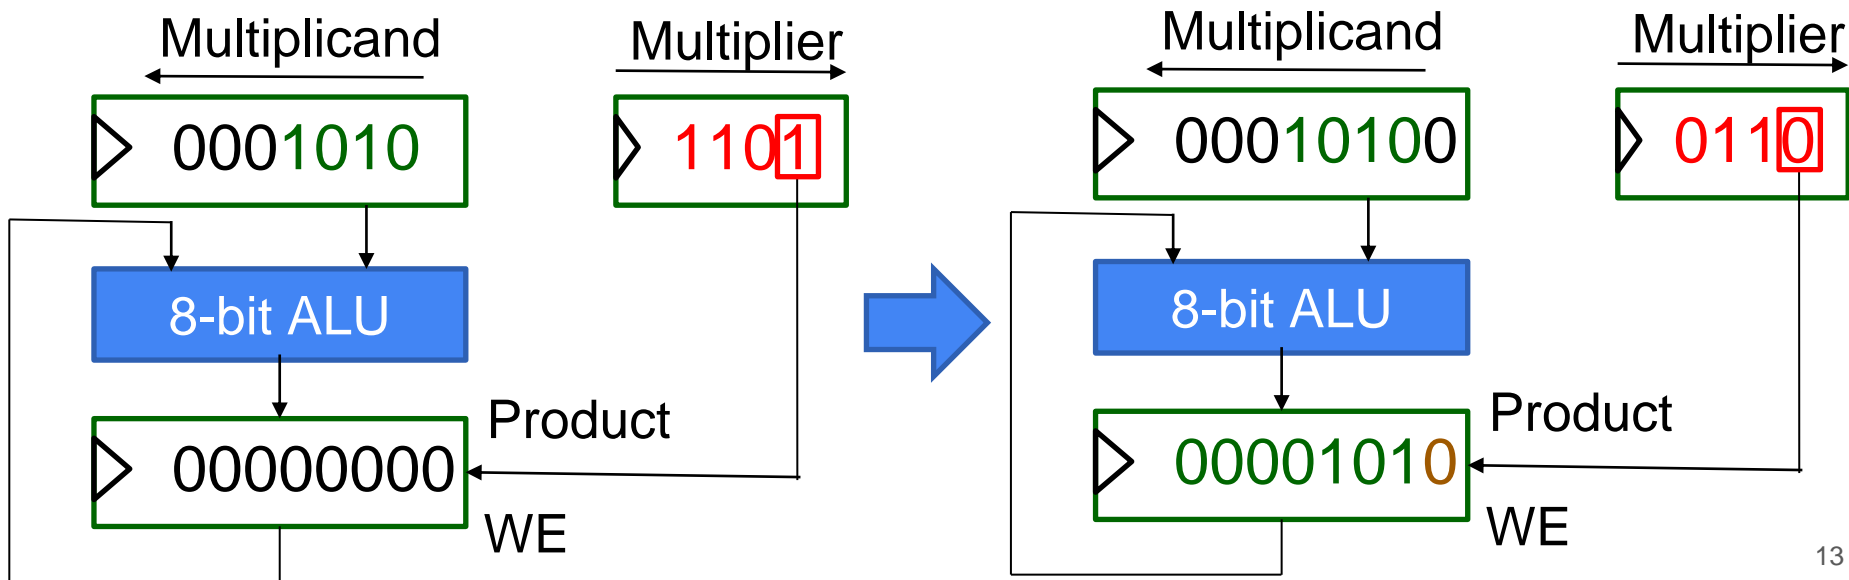 Multiplicand
Multiplier
0001010
1101
8-bit ALU
Product
00000000
WE
Multiplicand
Multiplier
00010100
0110
8-bit ALU
Product
00001010
WE
13